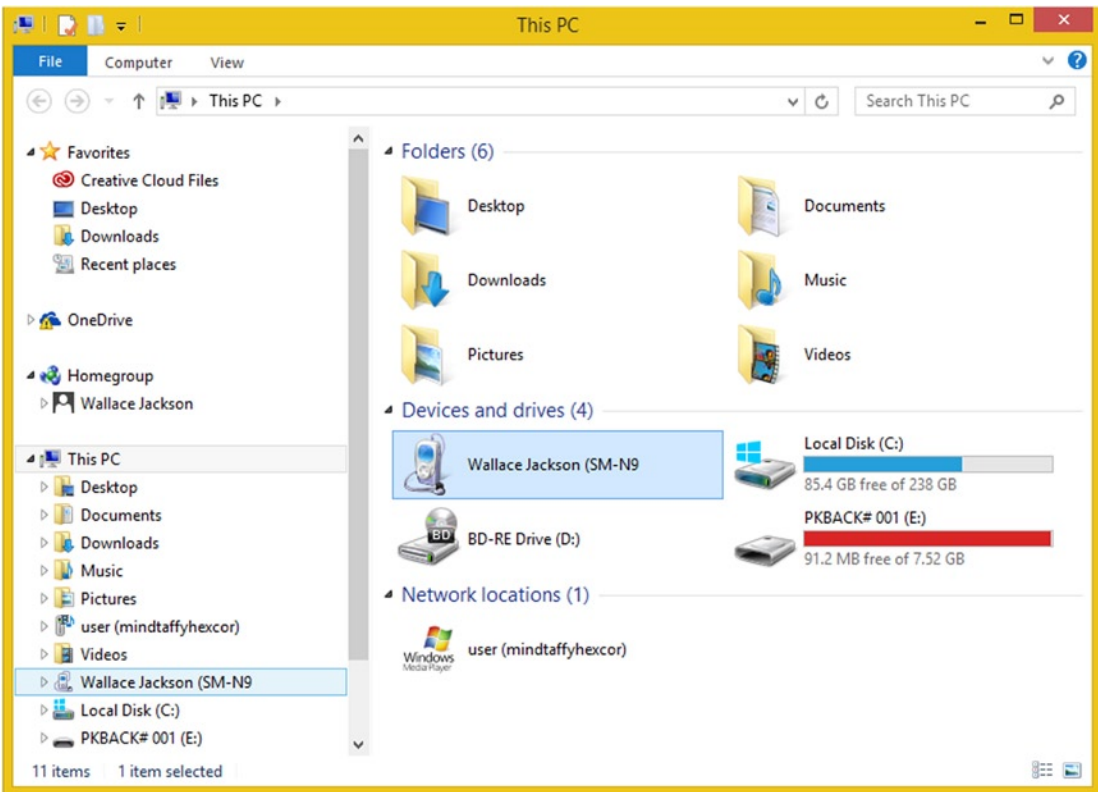 This PC
File Computer View
This PC
Search This PC
Favorites
Creative Cloud Files
Desktop
Downloads
Recent places
OneDrive
Homegroup
Wallace Jackson
This PC
Desktop
Documents
Downloads
Music
Pictures
user (mindtaffyhexcor)
Videos
Wallace Jackson (SM-N9
Local Disk (C:)
PKBACK# 001 (E:)
Folders (6)
Desktop
Documents
Downloads
Music
Pictures
Videos
Devices and drives (4)
Wallace Jackson (SM-N9
Local Disk (C:)
85.4 GB free of 238 GB
BD
BD-RE Drive (D:)
PKBACK# 001 (E:)
91.2 MB free of 7.52 GB
Network locations (1)
Windows
Media Player
user (mindtaffyhexcor)
11 items 1 item selected